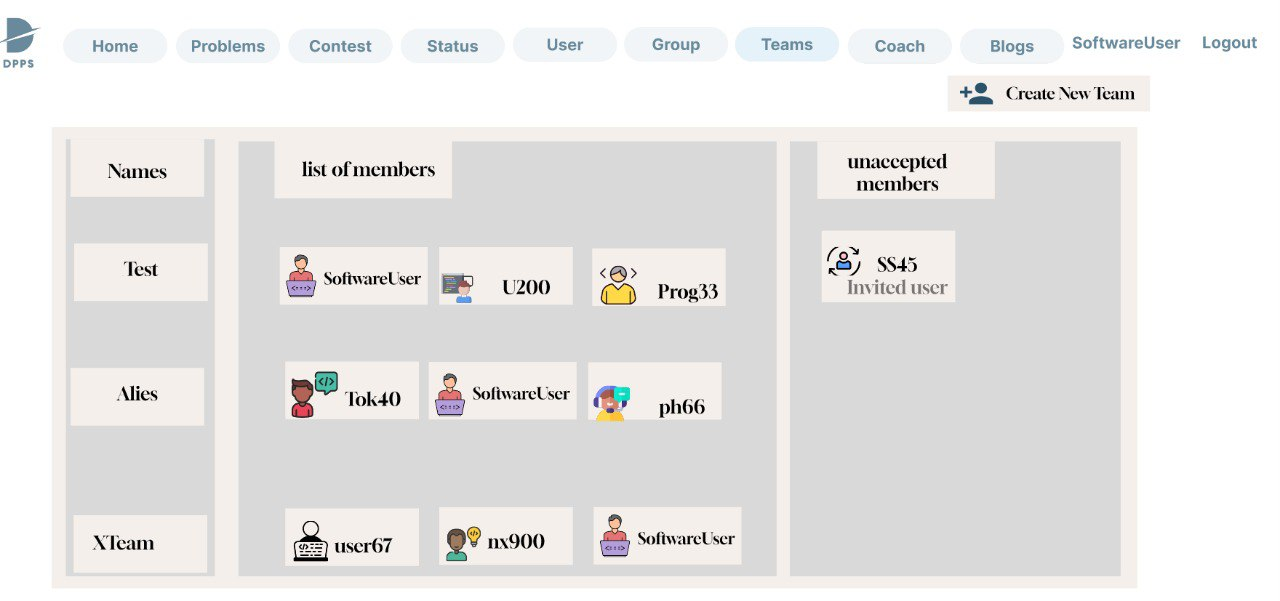 DPPS
Home Problems Contest Status User Group Teams Coach Blogs SoftwareUser Logout
Create New Team
Names
list of members
unaccepted
members
Test
SoftwareUser
U200
Prog33
SS45
Invited user
Alies
Tok40
</>
SoftwareUser
ph66
XTeam
user67
nx900
SoftwareUser